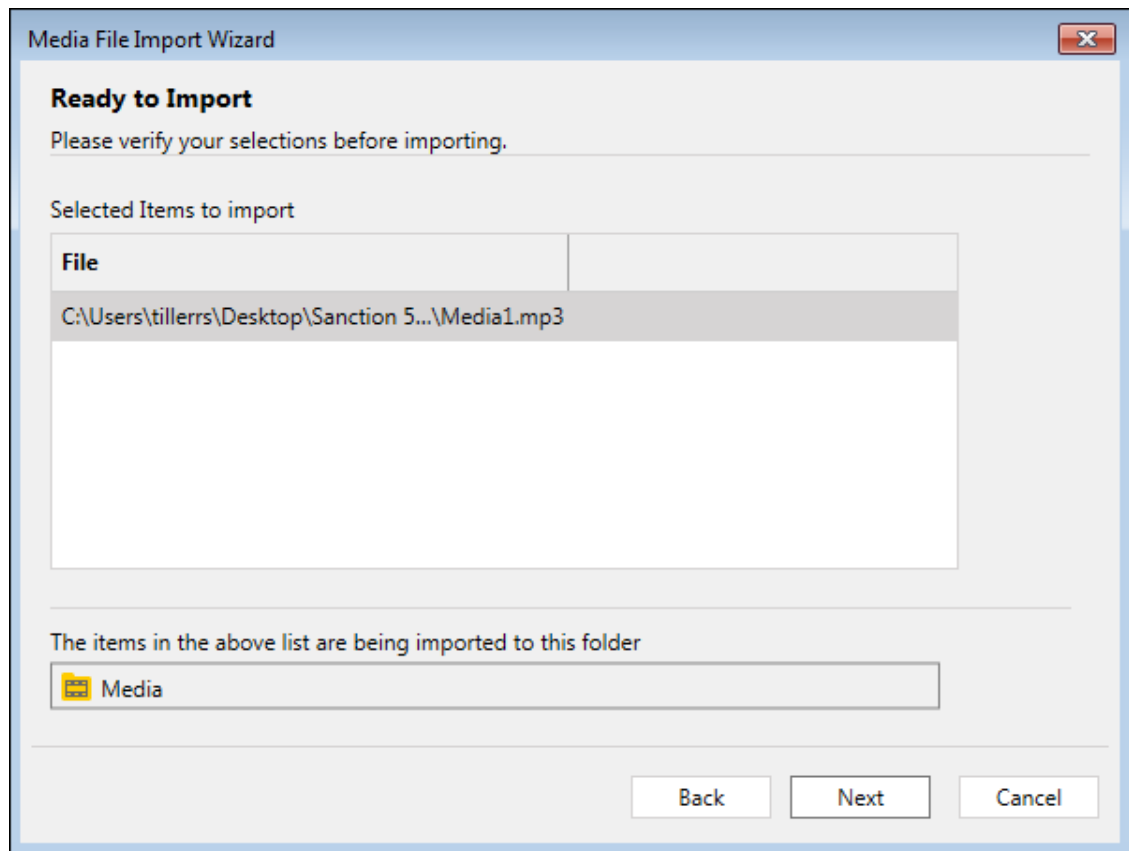 Media File Import Wizard
Ready to Import
Please verify your selections before importing.
Selected Items to import
File
C:\Users\tillerrs\Desktop\Sanction 5...\Media1.mp3
The items in the above list are being imported to this folder
Media
Back Next Cancel